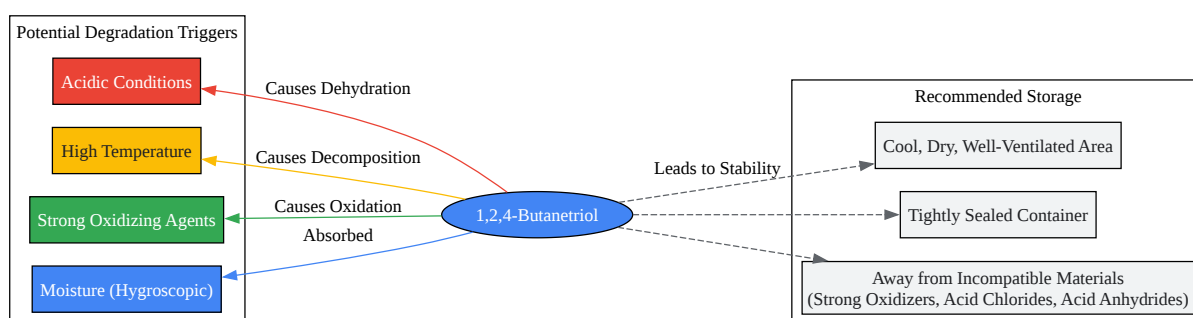 Potential Degradation Triggers
Acidic Conditions
High Temperature
Strong Oxidizing Agents
Moisture (Hygroscopic)
Causes Dehydration
Causes Decomposition
Causes Oxidation
Absorbed
1,2,4-Butanetriol
Leads to Stability
Recommended Storage
Cool, Dry, Well-Ventilated Area
Tightly Sealed Container
Away from Incompatible Materials
(Strong Oxidizers, Acid Chlorides, Acid Anhydrides)